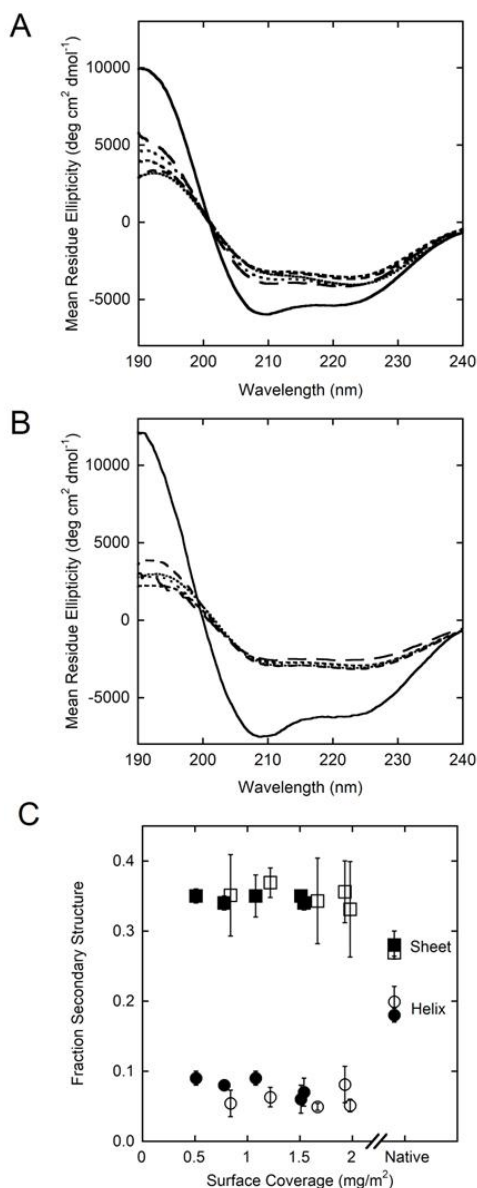 A
10000
5000
0
-5000
Mean Residue Ellipticity (deg cm² dmol⁻¹)
190 200 210 220 230 240
Wavelength (nm)
B
10000
5000
0
-5000
Mean Residue Ellipticity (deg cm² dmol⁻¹)
190 200 210 220 230 240
Wavelength (nm)
C
0.4
0.3
0.2
0.1
0.0
Fraction Secondary Structure
Sheet
Helix
0 0.5 1 1.5 2 Native
Surface Coverage (mg/m²)